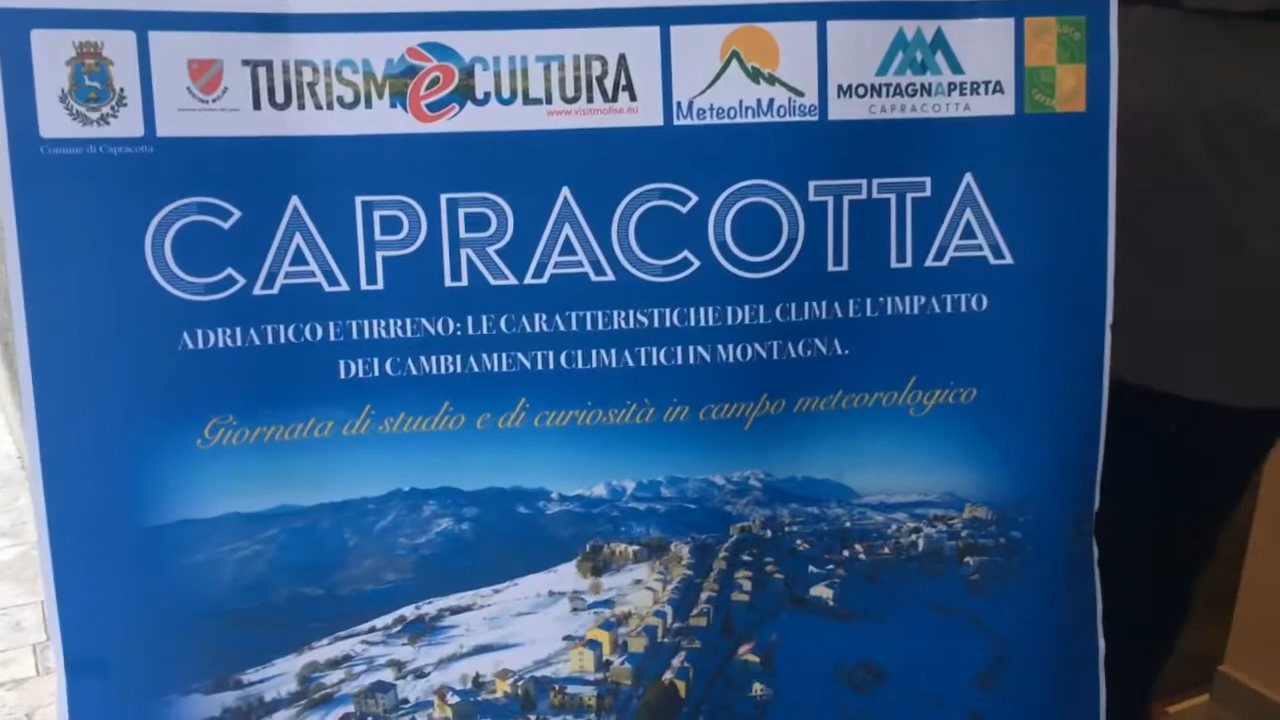 TURISMÈCULTURA
www.visitmolise.eu
MeteoInMolise
MONTAGNAPERTA
CAPRACOTTA
Comune di Capracotta
CAPRACOTTA
ADRIATICO E TIRRENO: LE CARATTERISTICHE DEL CLIMA E L'IMPATTO
DEI CAMBIAMENTI CLIMATICI IN MONTAGNA.
Giornata di studio e di curiosità in campo meteorologico